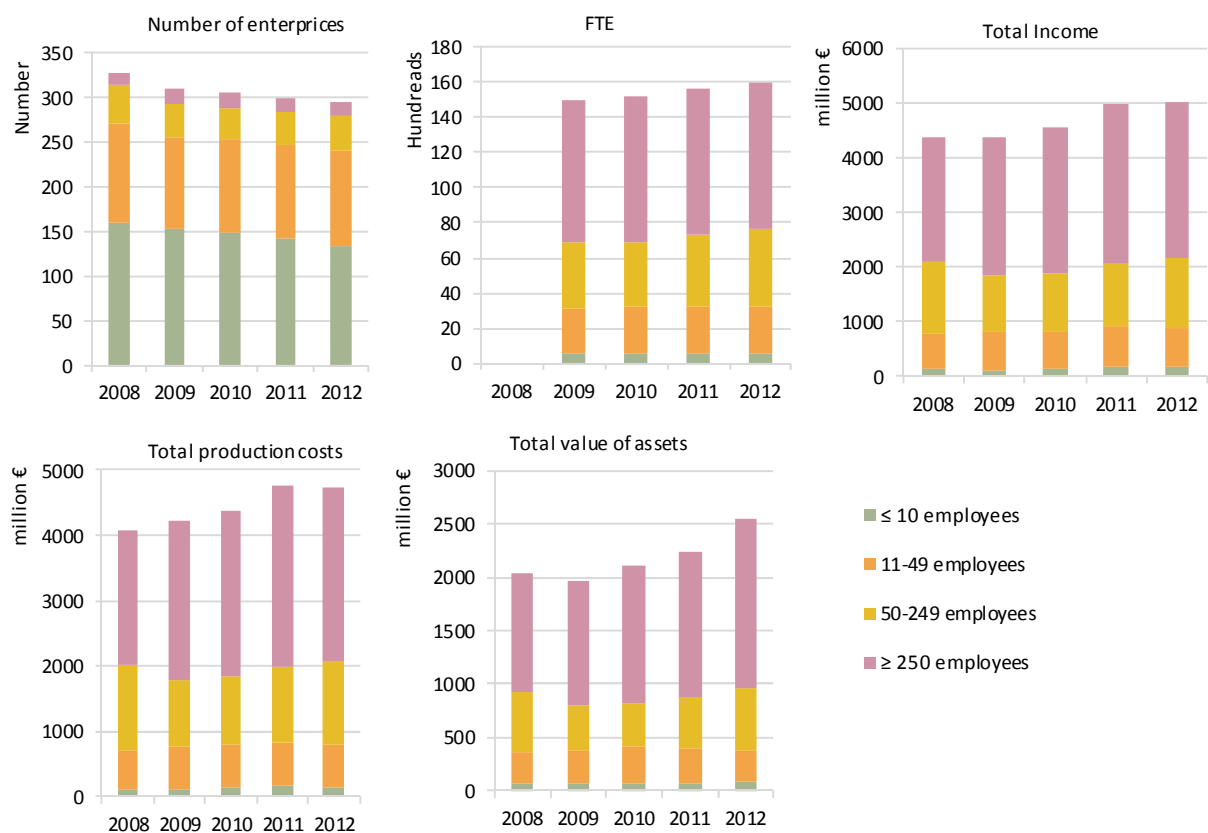 Number of enterprices
Number
350
300
250
200
150
100
50
0
2008 2009 2010 2011 2012
FTE
Hundreads
180
160
140
120
100
80
60
40
20
0
2008 2009 2010 2011 2012
Total Income
million €
6000
5000
4000
3000
2000
1000
0
2008 2009 2010 2011 2012
Total production costs
million €
5000
4000
3000
2000
1000
0
2008 2009 2010 2011 2012
Total value of assets
million €
3000
2500
2000
1500
1000
500
0
2008 2009 2010 2011 2012
≤ 10 employees
11-49 employees
50-249 employees
≥ 250 employees